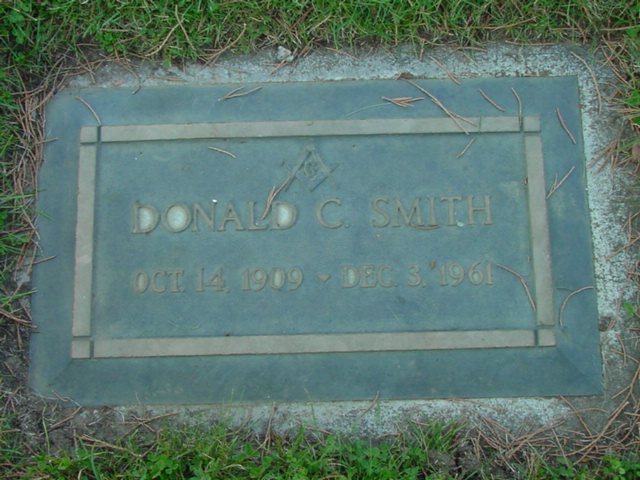 DONALD C. SMITH
OCT. 14, 1909 · DEC. 3, 1961